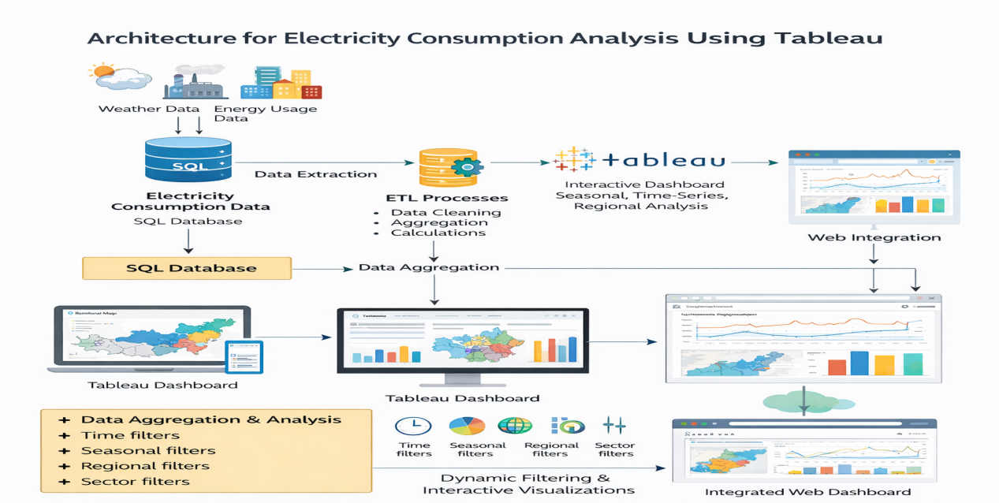 Architecture for Electricity Consumption Analysis Using Tableau
Weather Data
Energy Usage
Data
SQL
Electricity
Consumption Data
SQL Database
Data Extraction
ETL Processes
• Data Cleaning
• Aggregation
• Calculations
+ableau
Interactive Dashboard
Seasonal, Time-Series,
Regional Analysis
Web Integration
SQL Database
Data Aggregation
Tableau Dashboard
Tableau Dashboard
+ Data Aggregation & Analysis
+ Time filters
+ Seasonal filters
+ Regional filters
+ Sector filters
Time
filters
Seasonal
filters
Regional
filters
Sector
filters
Dynamic Filtering &
Interactive Visualizations
Integrated Web Dashboard